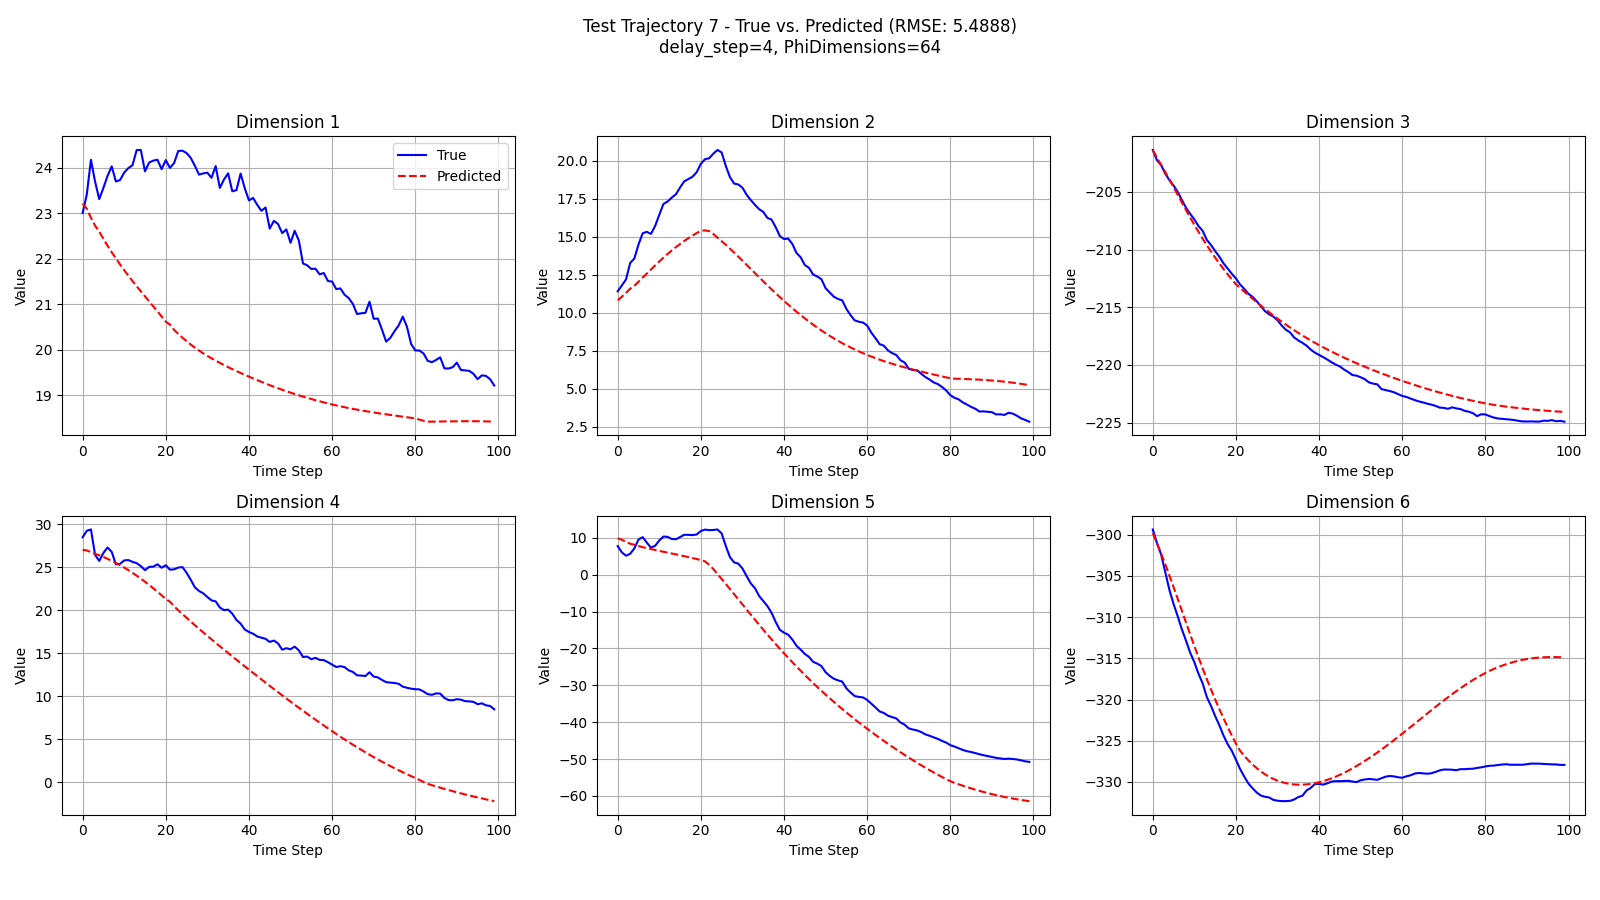 Test Trajectory 7 - True vs. Predicted (RMSE: 5.4888)
delay_step=4, PhiDimensions=64
Dimension 1
True
Predicted
Value
24
23
22
21
20
19
0 20 40 60 80 100
Time Step
Dimension 2
Value
20.0
17.5
15.0
12.5
10.0
7.5
5.0
2.5
0 20 40 60 80 100
Time Step
Dimension 3
Value
−205
−210
−215
−220
−225
0 20 40 60 80 100
Time Step
Dimension 4
Value
30
25
20
15
10
5
0
0 20 40 60 80 100
Time Step
Dimension 5
Value
10
0
−10
−20
−30
−40
−50
−60
0 20 40 60 80 100
Time Step
Dimension 6
Value
−300
−305
−310
−315
−320
−325
−330
0 20 40 60 80 100
Time Step